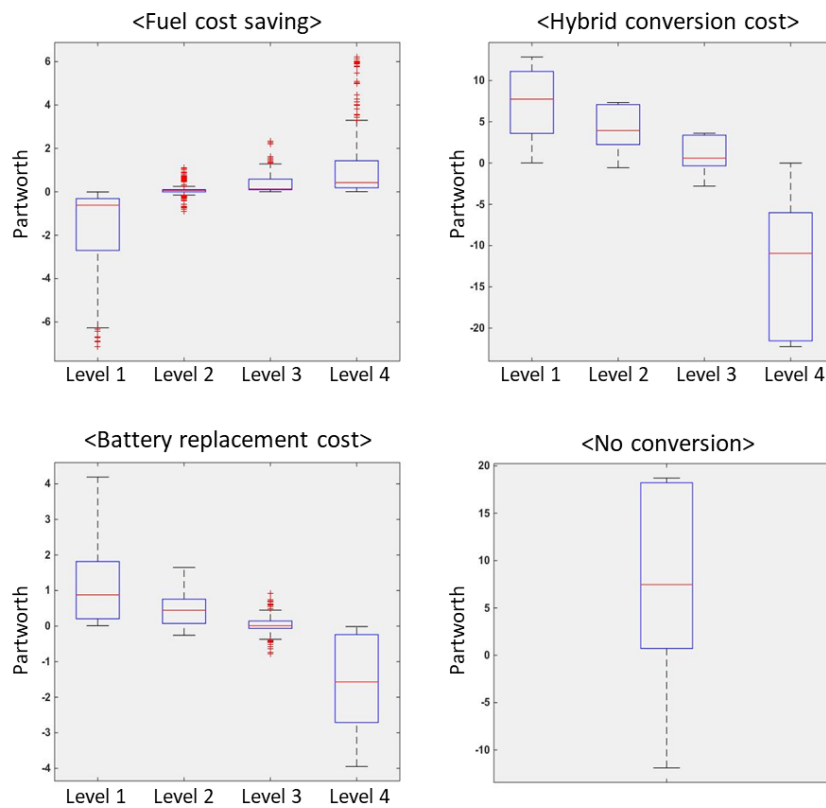 <Fuel cost saving>
Partworth
6
4
2
0
-2
-4
-6
Level 1 Level 2 Level 3 Level 4
<Hybrid conversion cost>
Partworth
10
5
0
-5
-10
-15
-20
Level 1 Level 2 Level 3 Level 4
<Battery replacement cost>
Partworth
4
3
2
1
0
-1
-2
-3
-4
Level 1 Level 2 Level 3 Level 4
<No conversion>
Partworth
20
15
10
5
0
-5
-10